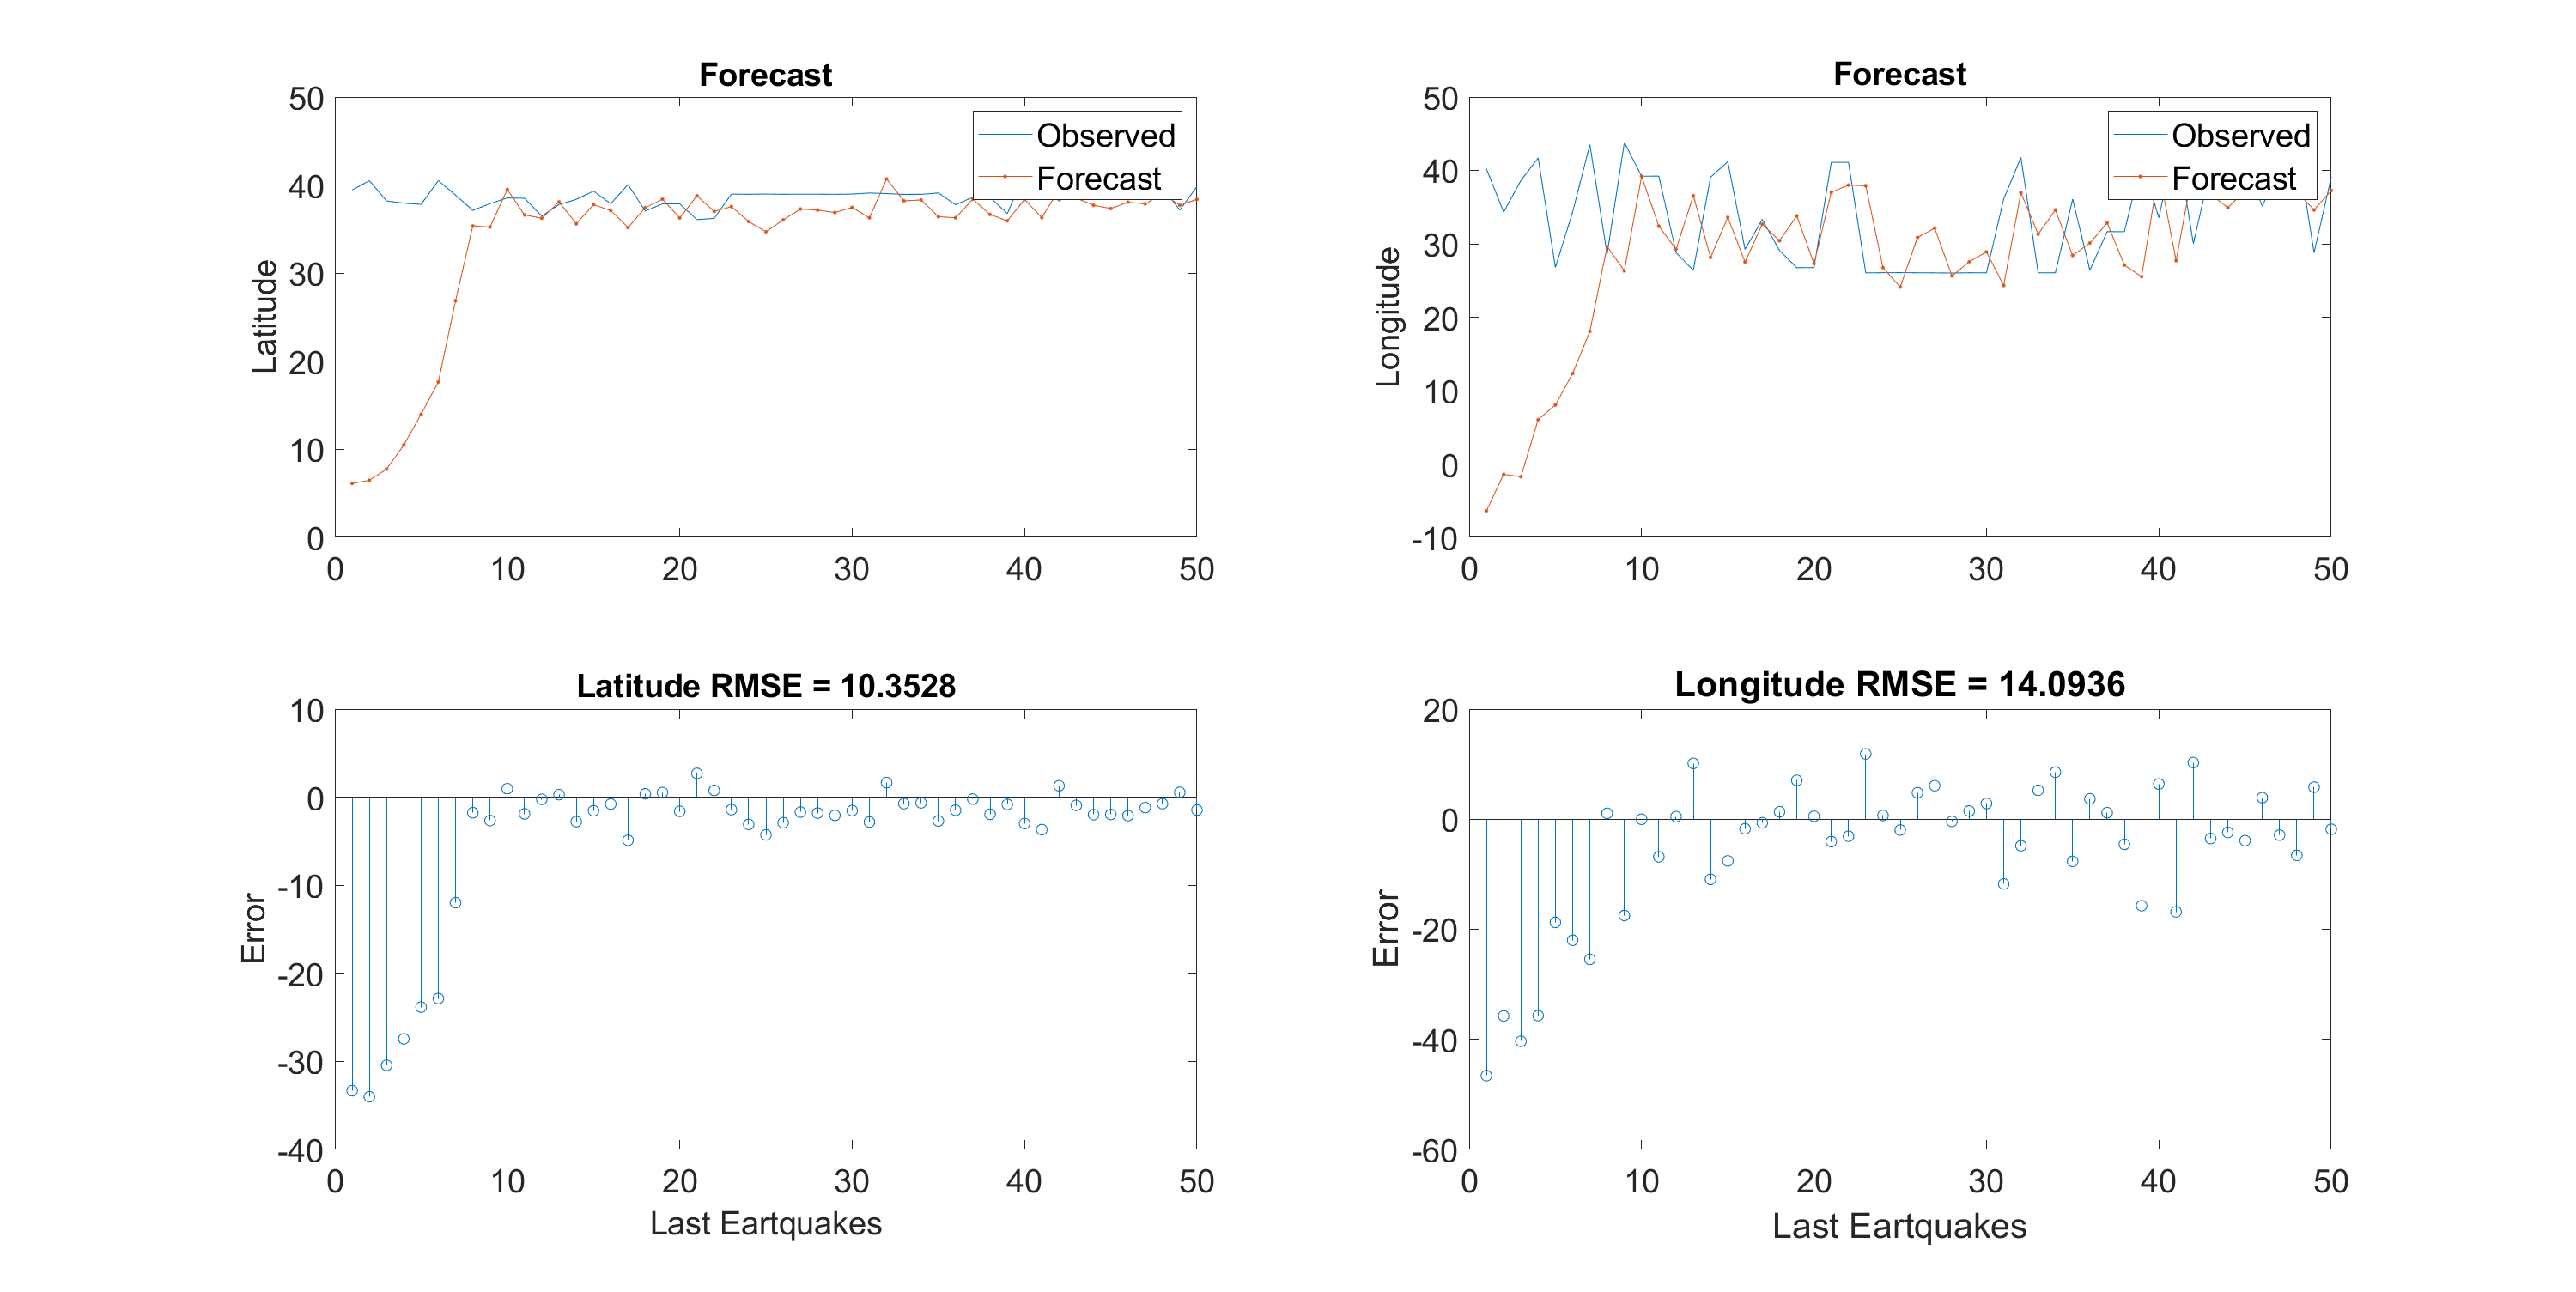 Forecast
50
40
30
20
10
0
Latitude
Observed
Forecast
0 10 20 30 40 50
Forecast
50
40
30
20
10
0
-10
Longitude
Observed
Forecast
0 10 20 30 40 50
Latitude RMSE = 10.3528
10
0
-10
-20
-30
-40
Error
0 10 20 30 40 50
Last Eartquakes
Longitude RMSE = 14.0936
20
0
-20
-40
-60
Error
0 10 20 30 40 50
Last Eartquakes